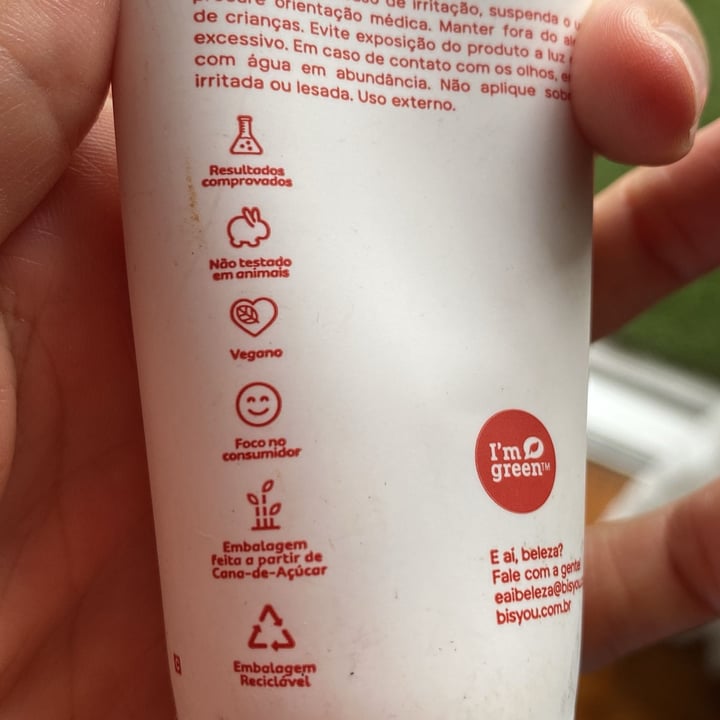 de irritação, suspenda o
orientação médica. Manter fora do
de crianças. Evite exposição do produto a luz
excessivo. Em caso de contato com os olhos,
com água em abundância. Não aplique
irritada ou lesada. Uso externo.
Resultados
comprovados
Não testado
em animais
Vegano
Foco no
consumidor
Embalagem
feita a partir de
Cana-de-Açúcar
Embalagem
Reciclável
I'm
green™
E aí, beleza?
Fale com a gente!
eaibeleza@bisyou.
bisyou.com.br